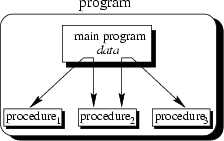 program
main program
data
procedure1
procedure2
procedure3